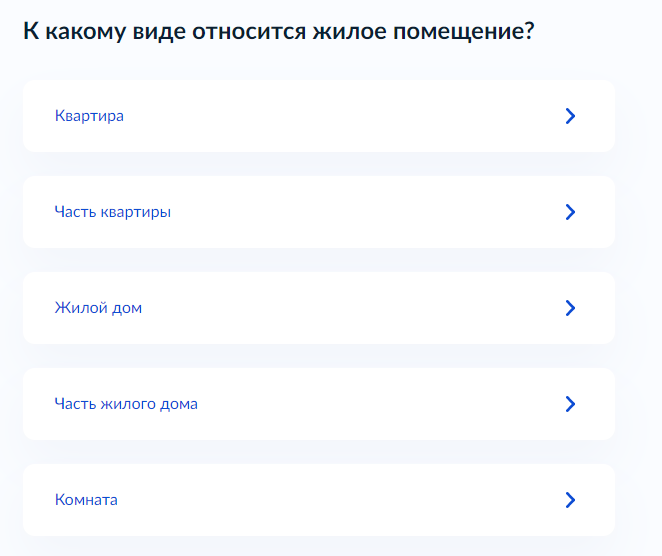 К какому виде относится жилое помещение?
Квартира
Часть квартиры
Жилой дом
Часть жилого дома
Комната